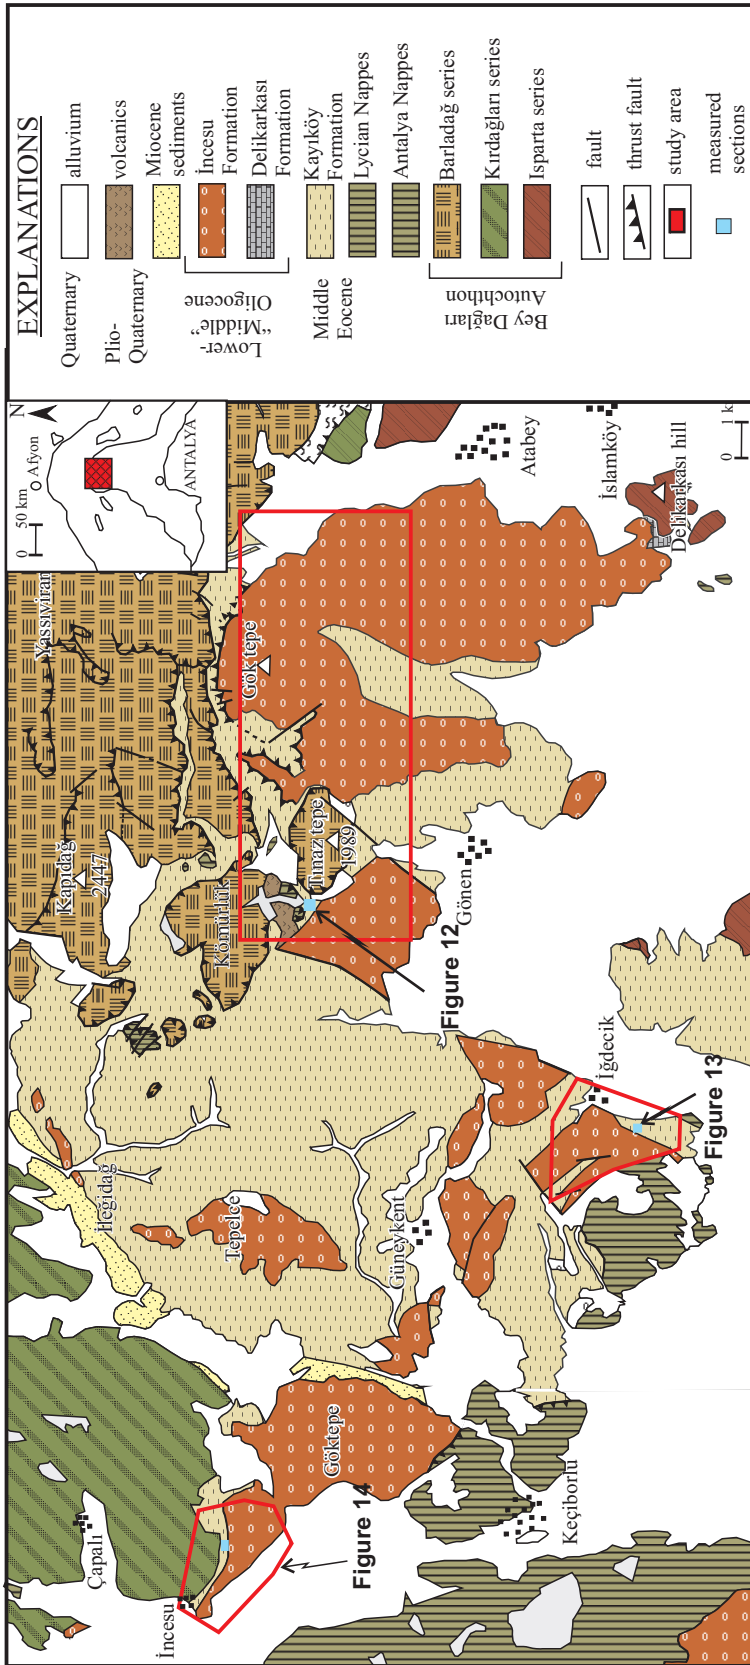 EXPLANATIONS
Quaternary
alluvium
Plio-
Quaternary
volcanics
Miocene
sediments
Lower-
“Middle”
Oligocene
İncesu
Formation
Delikarkası
Formation
Middle
Eocene
Kayıköy
Formation
Lycian Nappes
Antalya Nappes
Bey Dağları
Autochthon
Barladağ series
Kırdağları series
Isparta series
fault
thrust fault
study area
measured
sections
N
0 50 km
Afyon
ANTALYA
Yassıviran
Kapıdağ
2447
Kömürlük
Gök tepe
Tınaz tepe
1989
Atabey
İslamköy
Delikarkası hill
0 1 k
Gönen
Figure 12
İğdecik
Figure 13
Tepelce
Güneykent
Göktepe
Figure 14
Keçiborlu
Çapalı
İncesu